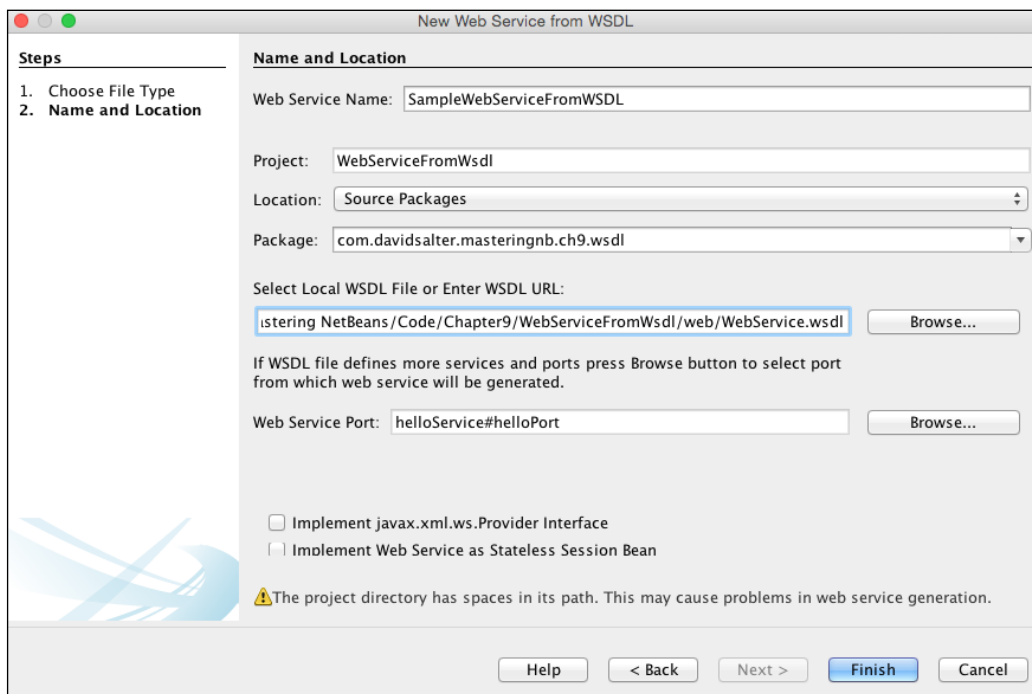 New Web Service from WSDL
Steps
1. Choose File Type
2. Name and Location
Name and Location
Web Service Name: SampleWebServiceFromWSDL
Project: WebServiceFromWsdl
Location: Source Packages
Package: com.davidsalter.masteringnb.ch9.wsdl
Select Local WSDL File or Enter WSDL URL:
astering NetBeans/Code/Chapter9/WebServiceFromWsdl/web/WebService.wsdl Browse...
If WSDL file defines more services and ports press Browse button to select port
from which web service will be generated.
Web Service Port: helloService#helloPort Browse...
Implement javax.xml.ws.Provider Interface
Implement Web Service as Stateless Session Bean
The project directory has spaces in its path. This may cause problems in web service generation.
Help < Back Next > Finish Cancel